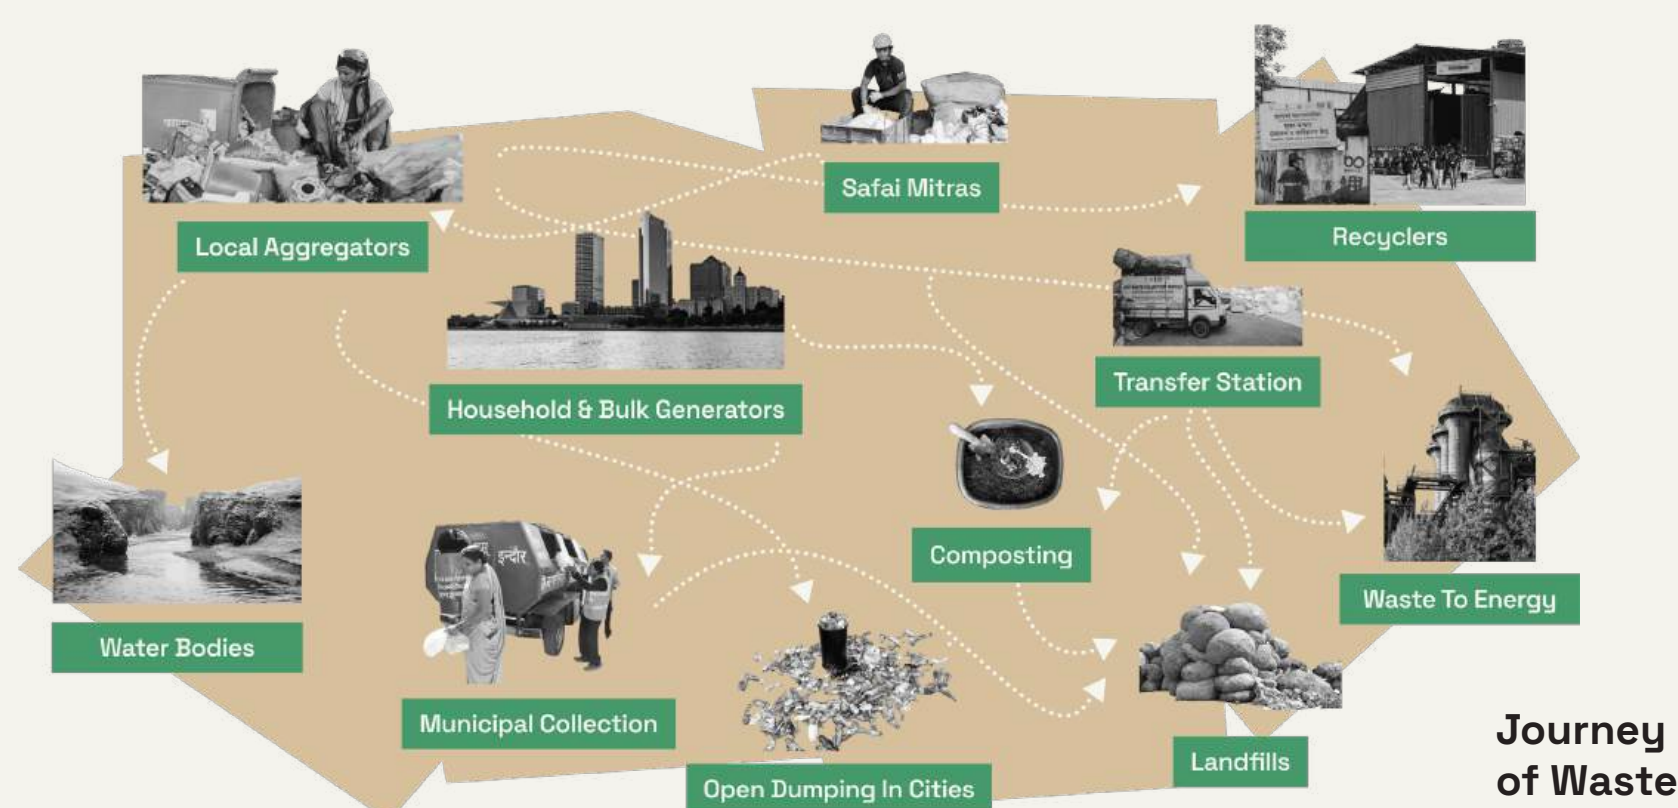 Safai Mitras
Recyclers
Local Aggregators
Transfer Station
Household & Bulk Generators
Composting
Waste To Energy
इन्दौर
Water Bodies
Municipal Collection
Open Dumping In Cities
Landfills
Journey
of Waste